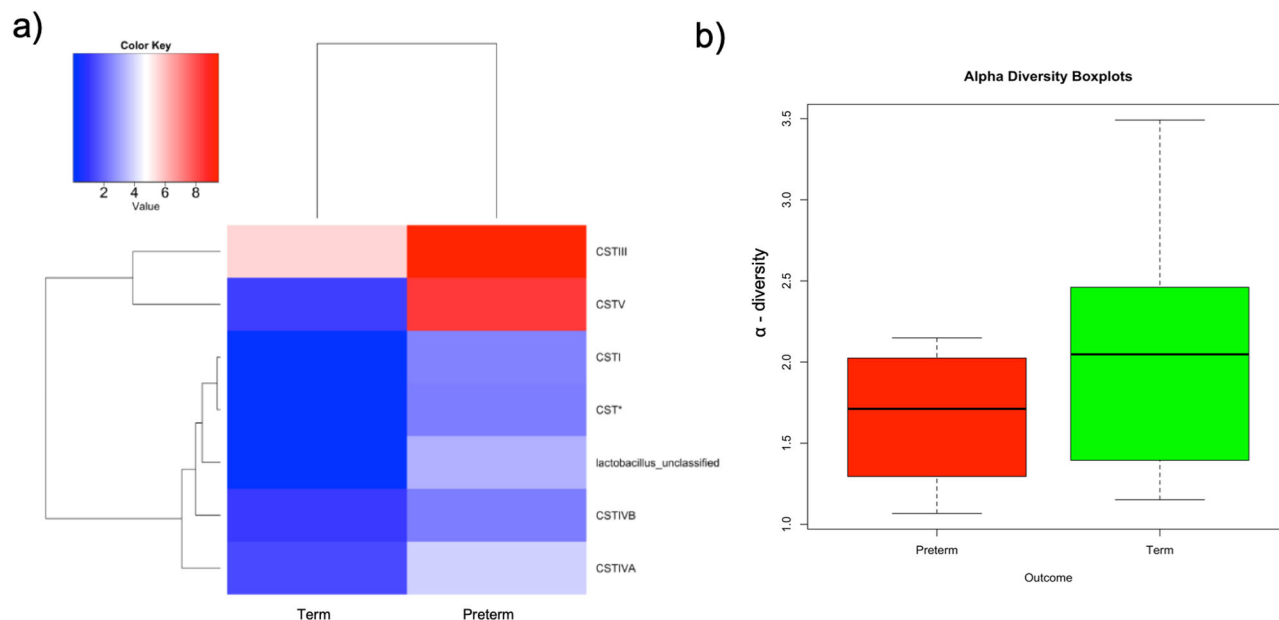 a)
Color Key
2 4 6 8
Value
CSTIII
CSTV
CSTI
CST*
lactobacillus_unclassified
CSTIVB
CSTIVA
Term Preterm
b)
Alpha Diversity Boxplots
3.5
3.0
2.5
2.0
1.5
1.0
α - diversity
Preterm Term
Outcome